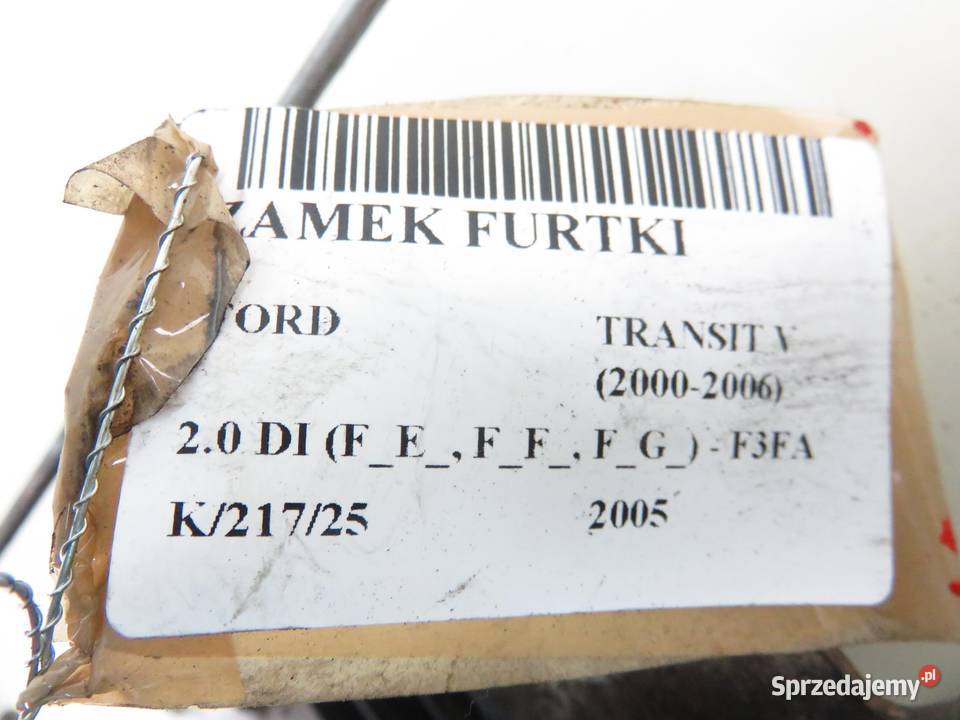 ZAMEK FURTKI
FORD TRANSIT V
(2000-2006)
2.0 DI (F_E_, F_F_, F_G_) - F3FA
K/217/25 2005
Sprzedajemy.pl